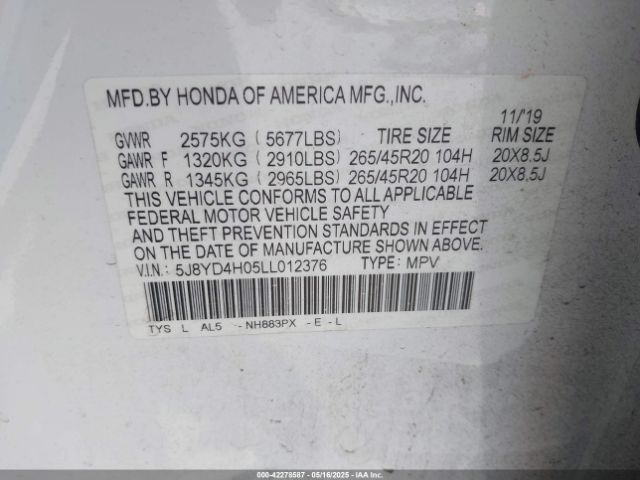 MFD.BY HONDA OF AMERICA MFG.,INC.
11/'19
GVWR 2575KG (5677LBS) TIRE SIZE RIM SIZE
GAWR F 1320KG (2910LBS) 265/45R20 104H 20X8.5J
GAWR R 1345KG (2965LBS) 265/45R20 104H 20X8.5J
THIS VEHICLE CONFORMS TO ALL APPLICABLE
FEDERAL MOTOR VEHICLE SAFETY
AND THEFT PREVENTION STANDARDS IN EFFECT
ON THE DATE OF MANUFACTURE SHOWN ABOVE.
V.I.N.: 5J8YD4H05LL012376 TYPE: MPV
TYS L AL5 -NH883PX -E-L
000-42278587 --- 05/16/2025 --- IAA Inc.